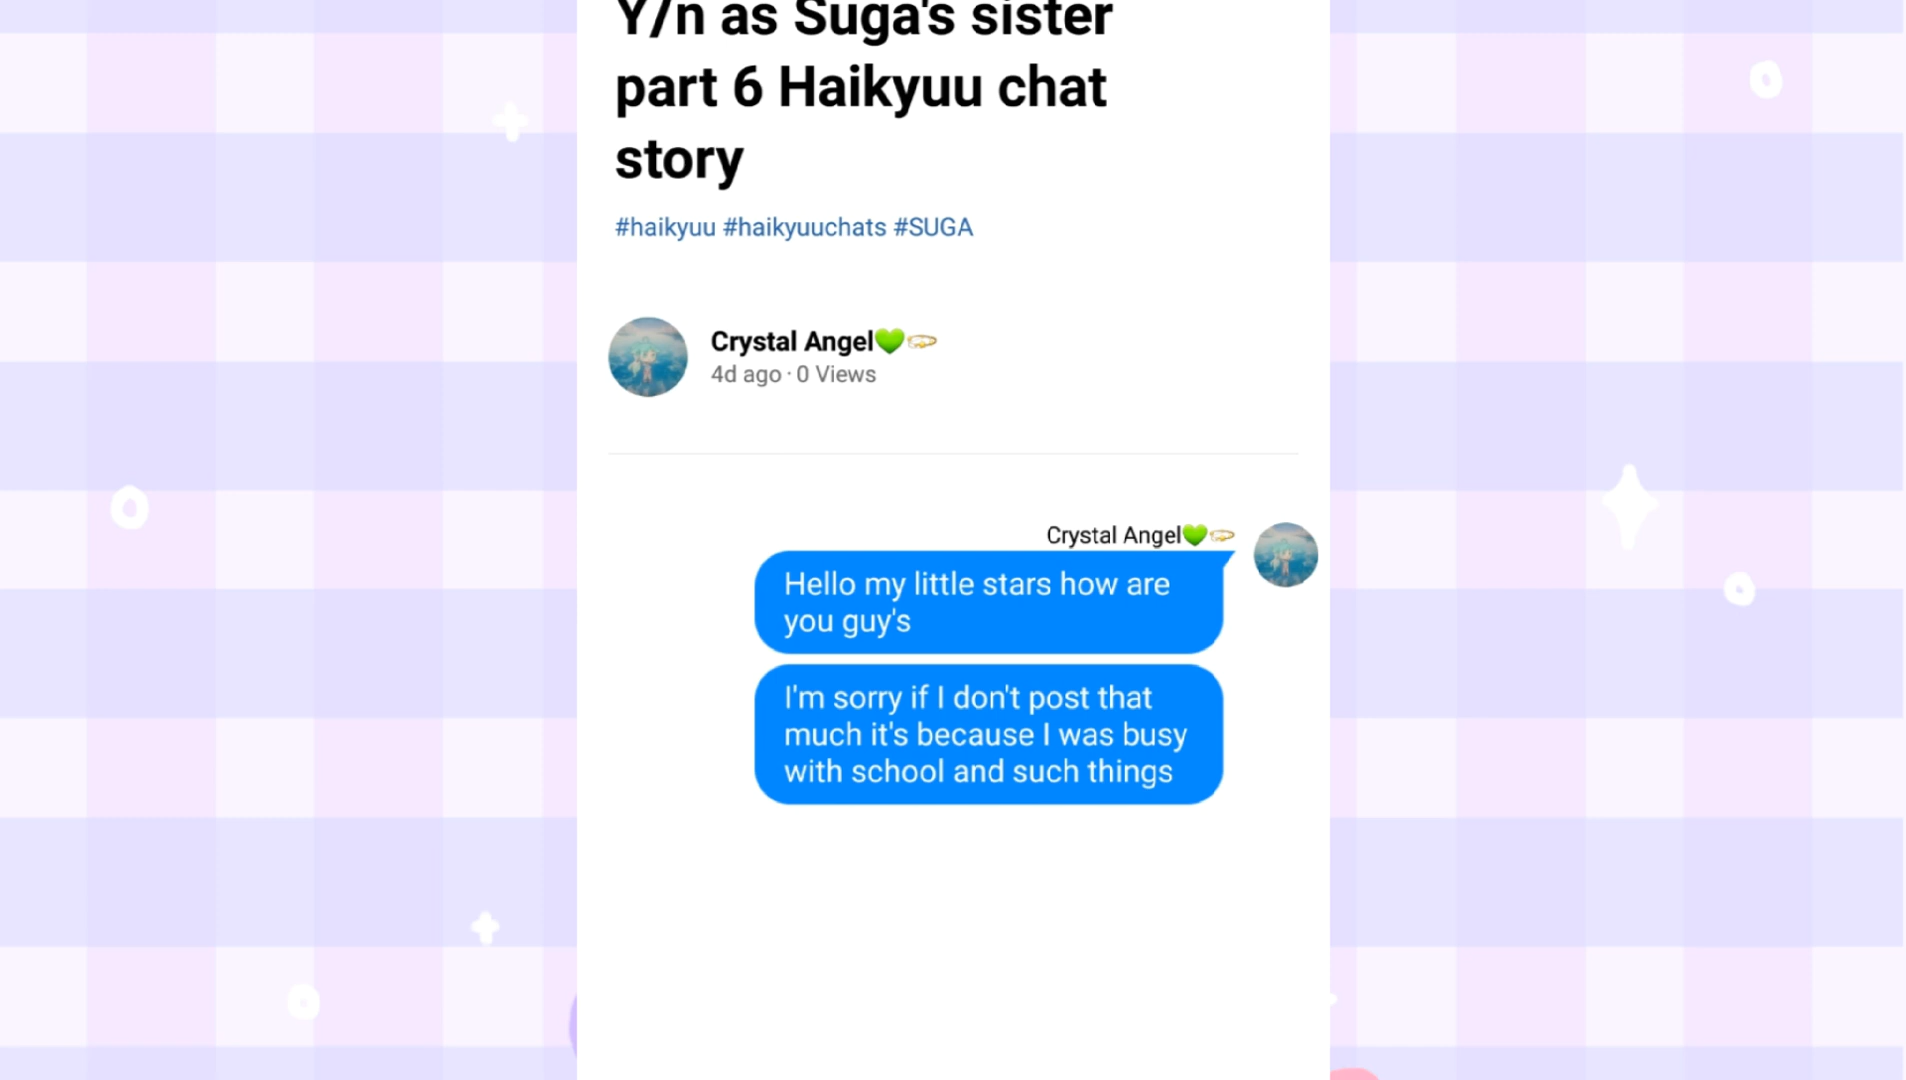 Y/n as Suga's sister
part 6 Haikyuu chat
story
#haikyuu #haikyuuchats #SUGA
Crystal Angel💚💫
4d ago · 0 Views
Crystal Angel💚💫
Hello my little stars how are
you guy's
I'm sorry if I don't post that
much it's because I was busy
with school and such things